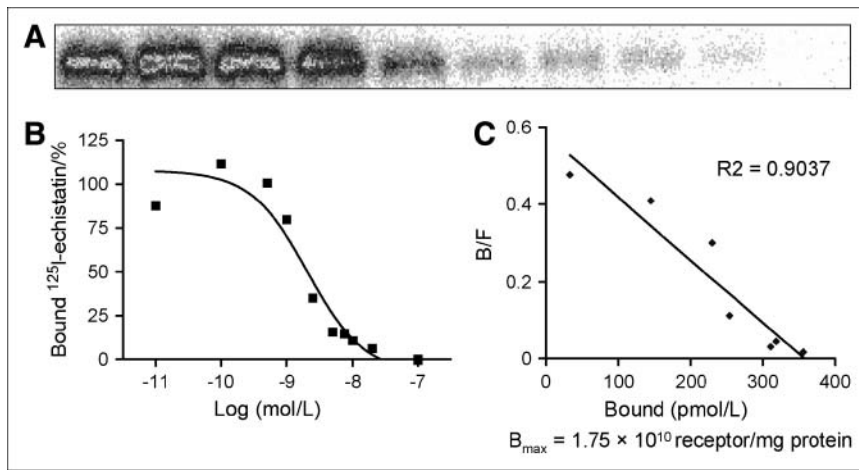 A
B
125
100
75
50
25
0
Bound ¹²⁵I-echistatin/%
-11 -10 -9 -8 -7
Log (mol/L)
C
0.6
0.4
0.2
0
B/F
R2 = 0.9037
0 100 200 300 400
Bound (pmol/L)
Bmax = 1.75 × 10¹⁰ receptor/mg protein